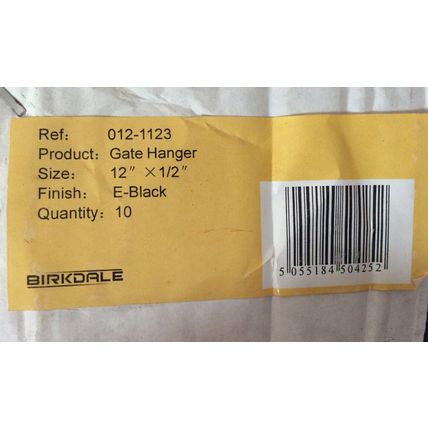 Ref: 012-1123
Product: Gate Hanger
Size: 12" ×1/2"
Finish: E-Black
Quantity: 10
BIRKDALE
5 055184 504252